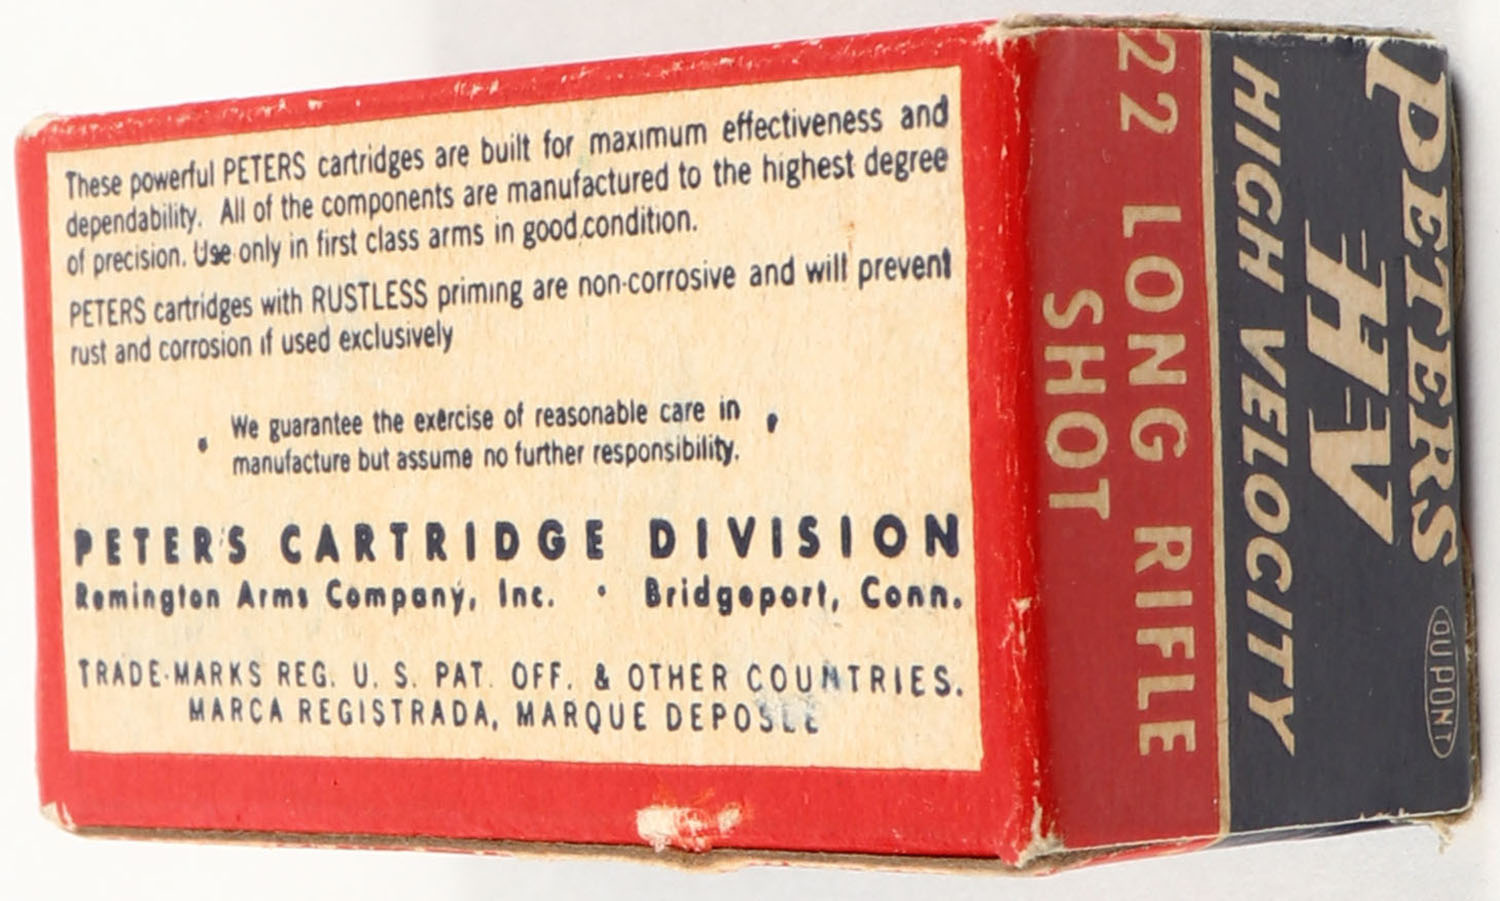 These powerful PETERS cartridges are built for maximum effectiveness and
dependability. All of the components are manufactured to the highest degree
of precision. Use only in first class arms in good condition.
PETERS cartridges with RUSTLESS priming are non-corrosive and will prevent
rust and corrosion if used exclusively
• We guarantee the exercise of reasonable care in •
manufacture but assume no further responsibility.
PETERS CARTRIDGE DIVISION
Remington Arms Company, Inc. • Bridgeport, Conn.
TRADE-MARKS REG. U. S. PAT. OFF. & OTHER COUNTRIES.
MARCA REGISTRADA, MARQUE DEPOSEE
PETERS
HV
HIGH VELOCITY
22 LONG RIFLE
SHOT
DUPONT